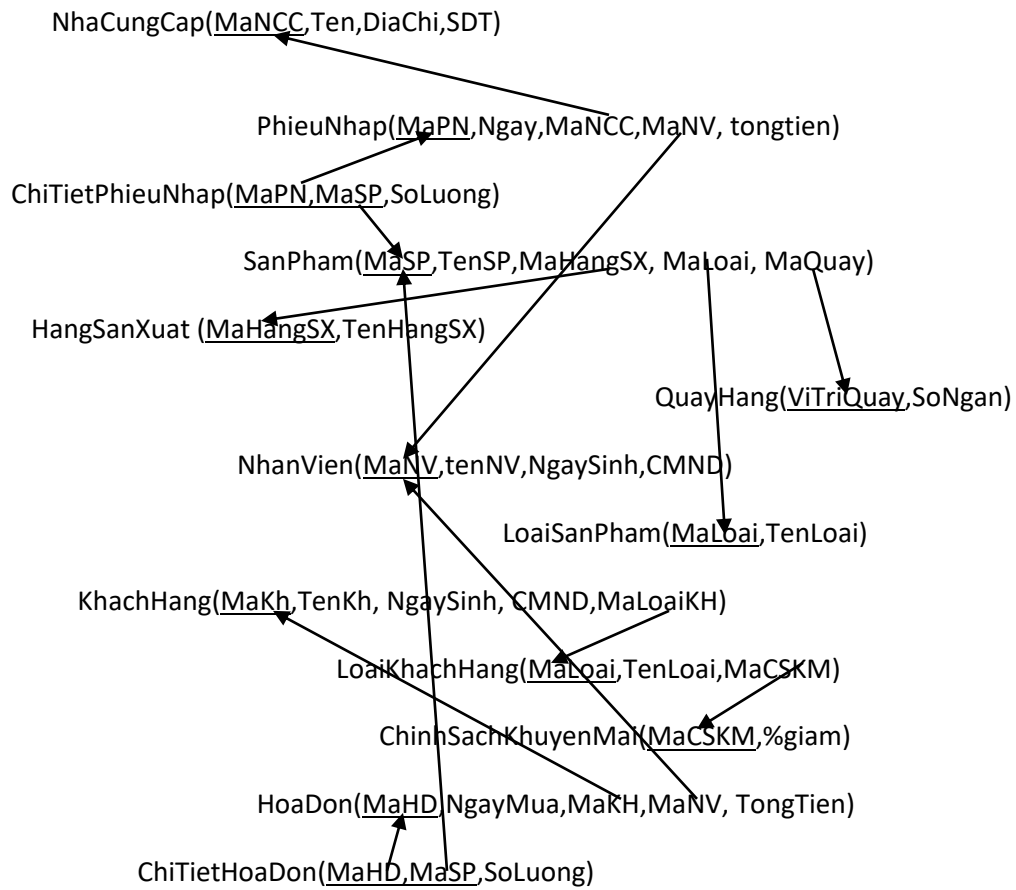 NhaCungCap(MaNCC,Ten,DiaChi,SDT)
PhieuNhap(MaPN,Ngay,MaNCC,MaNV, tongtien)
ChiTietPhieuNhap(MaPN,MaSP,SoLuong)
SanPham(MaSP,TenSP,MaHangSX, MaLoai, MaQuay)
HangSanXuat (MaHangSX,TenHangSX)
QuayHang(ViTriQuay,SoNgan)
NhanVien(MaNV,tenNV,NgaySinh,CMND)
LoaiSanPham(MaLoai,TenLoai)
KhachHang(MaKh,TenKh, NgaySinh, CMND,MaLoaiKH)
LoaiKhachHang(MaLoai,TenLoai,MaCSKM)
ChinhSachKhuyenMai(MaCSKM,%giam)
HoaDon(MaHD,NgayMua,MaKH,MaNV, TongTien)
ChiTietHoaDon(MaHD,MaSP,SoLuong)